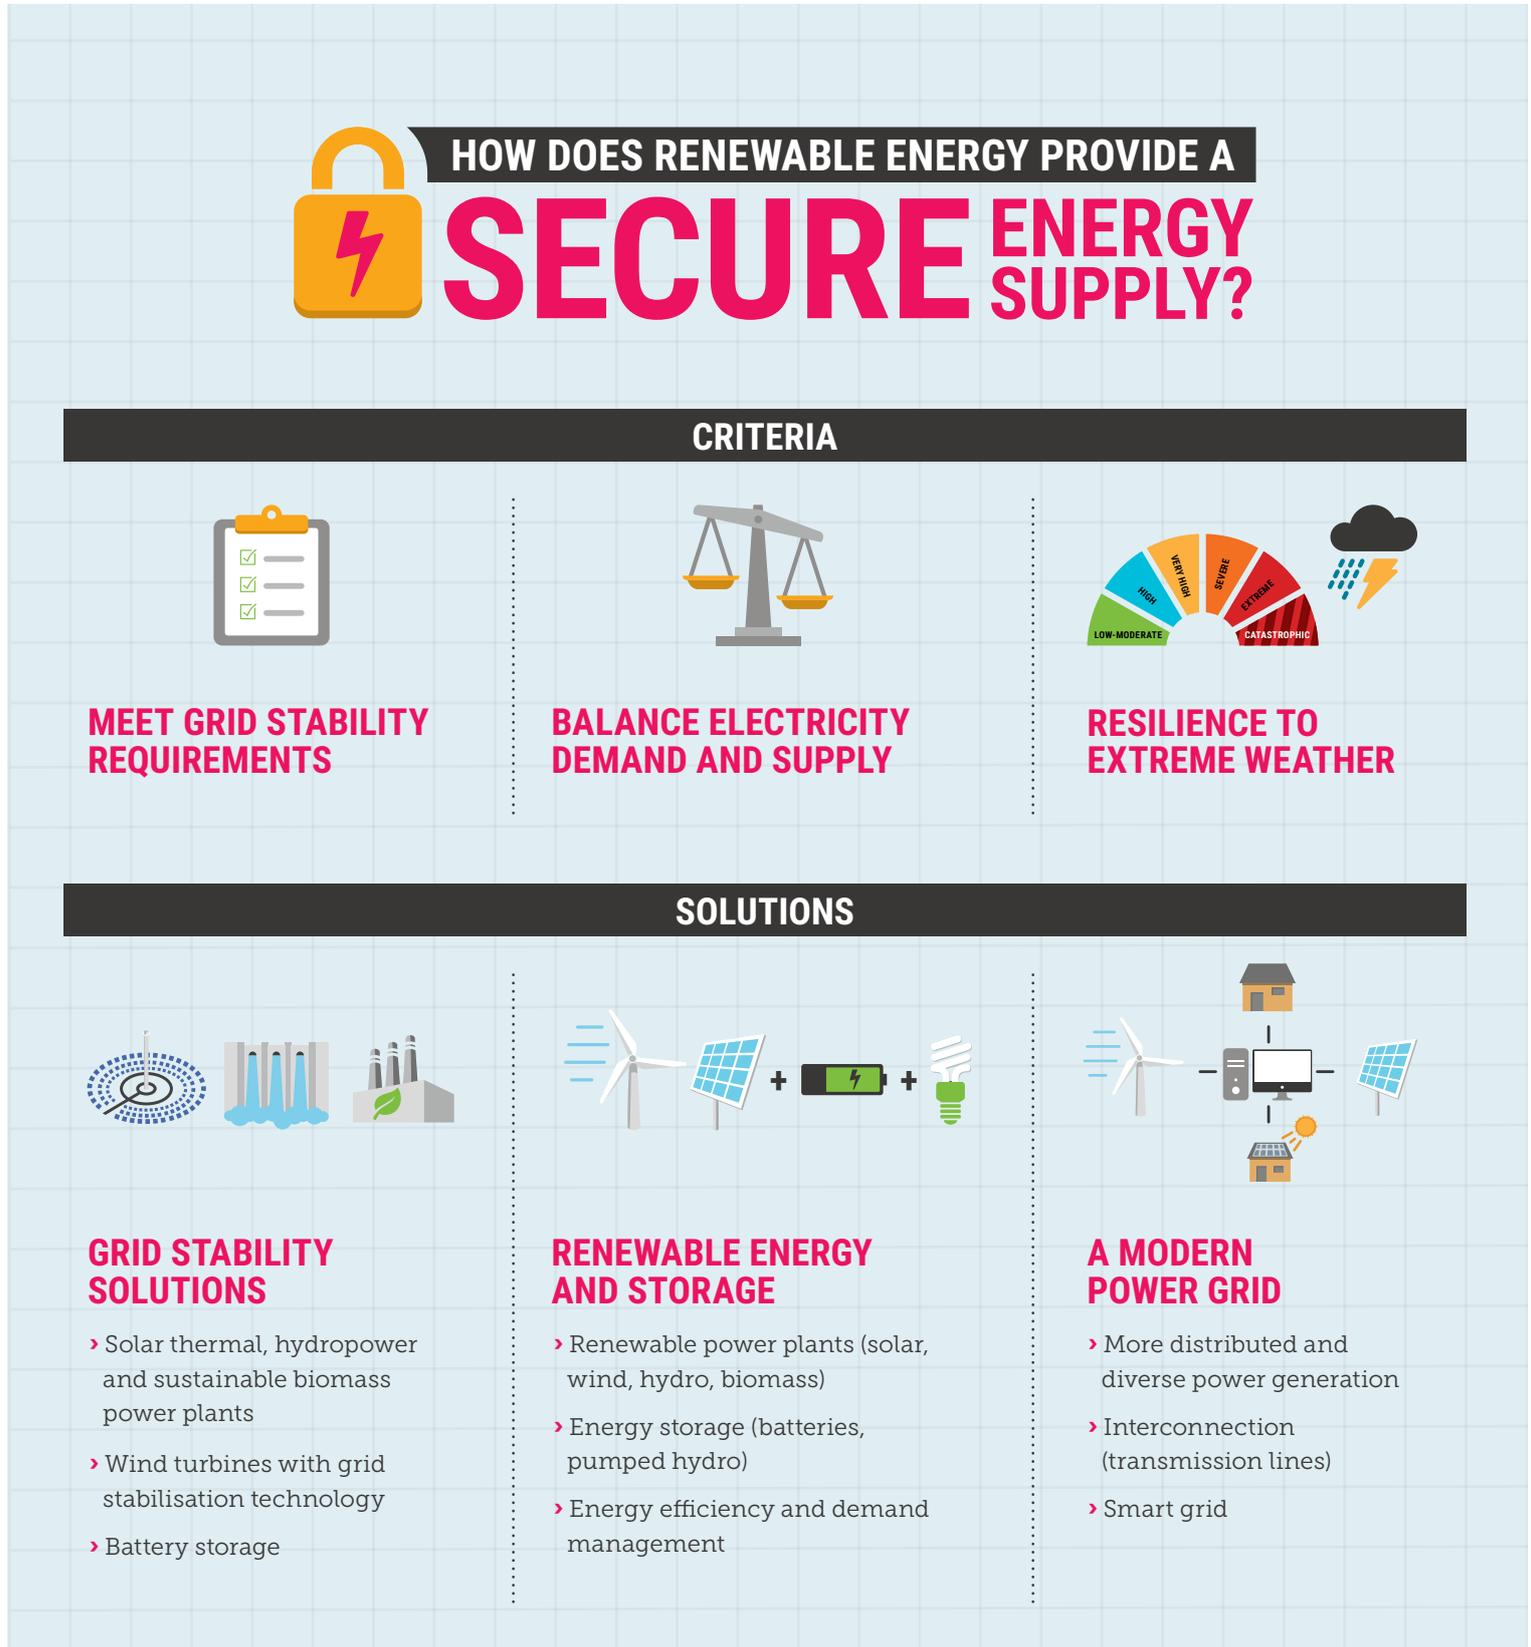 HOW DOES RENEWABLE ENERGY PROVIDE A
SECURE ENERGY
SUPPLY?
CRITERIA
LOW-MODERATE
HIGH
VERY HIGH
SEVERE
EXTREME
CATASTROPHIC
MEET GRID STABILITY
REQUIREMENTS
BALANCE ELECTRICITY
DEMAND AND SUPPLY
RESILIENCE TO
EXTREME WEATHER
SOLUTIONS
GRID STABILITY
SOLUTIONS
› Solar thermal, hydropower
and sustainable biomass
power plants
› Wind turbines with grid
stabilisation technology
› Battery storage
RENEWABLE ENERGY
AND STORAGE
› Renewable power plants (solar,
wind, hydro, biomass)
› Energy storage (batteries,
pumped hydro)
› Energy efficiency and demand
management
A MODERN
POWER GRID
› More distributed and
diverse power generation
› Interconnection
(transmission lines)
› Smart grid